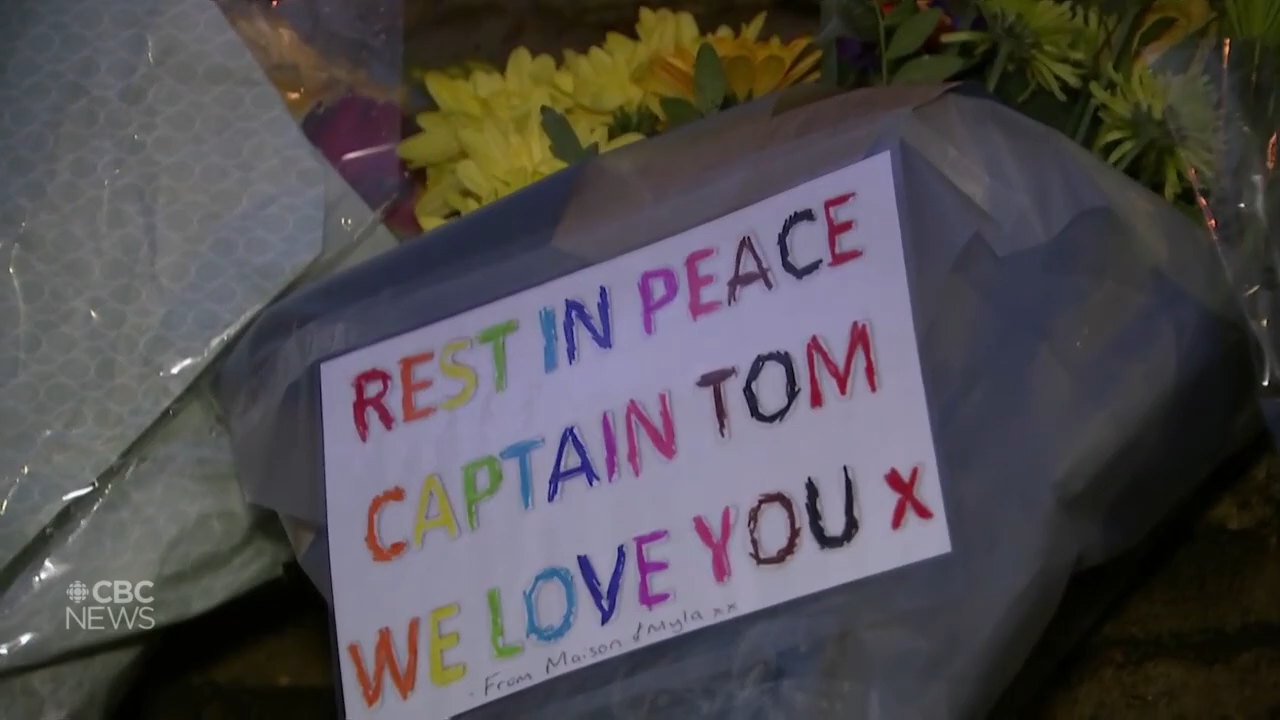 REST IN PEACE
CAPTAIN TOM
WE LOVE YOU X
- From Maison & Myla xx
CBC
NEWS